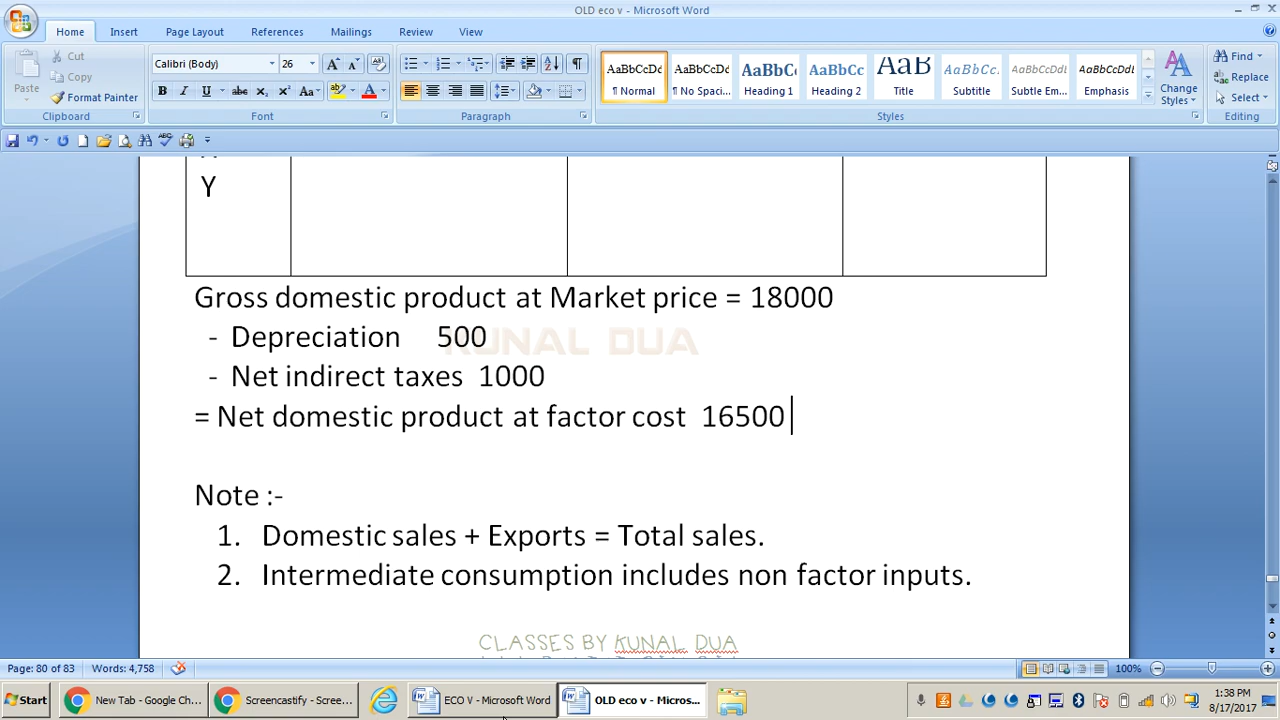 OLD eco v - Microsoft Word
Home Insert Page Layout References Mailings Review View
Cut
Copy
Paste
Format Painter
Calibri (Body) 26
AaBbCcDc AaBbCcDc AaBbCc AaBbCc AaB AaBbCc. AaBbCcDdI AaBbCcDdI
¶ Normal ¶ No Spaci... Heading 1 Heading 2 Title Subtitle Subtle Em... Emphasis
Change Styles
Find
Replace
Select
Clipboard Font Paragraph Styles Editing
Y
Gross domestic product at Market price = 18000
- Depreciation 500
KUNAL DUA
- Net indirect taxes 1000
= Net domestic product at factor cost 16500
Note :-
1. Domestic sales + Exports = Total sales.
2. Intermediate consumption includes non factor inputs.
CLASSES BY KUNAL DUA
Page: 80 of 83 Words: 4,758 100%
Start New Tab - Google Ch... Screencastify - Scree... ECO V - Microsoft Word OLD eco v - Micros... 1:38 PM
8/17/2017